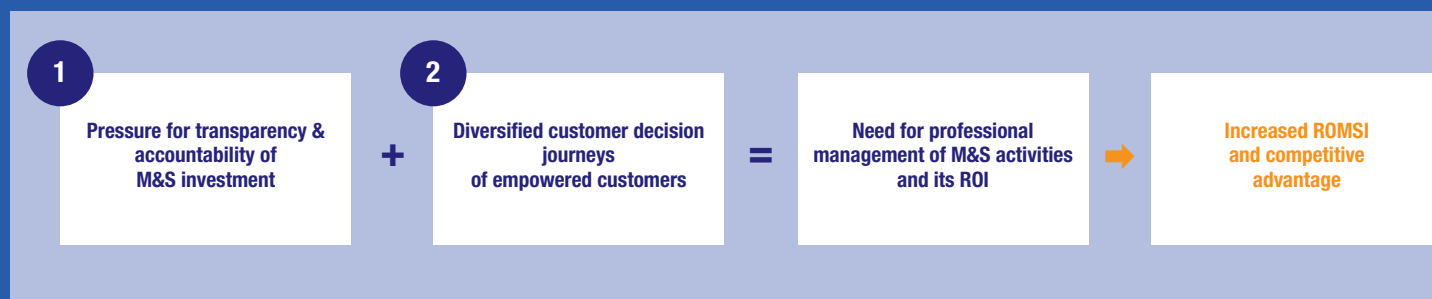 1
Pressure for transparency &
accountability of
M&S investment
+
2
Diversified customer decision
journeys
of empowered customers
=
Need for professional
management of M&S activities
and its ROI
Increased ROMSI
and competitive
advantage